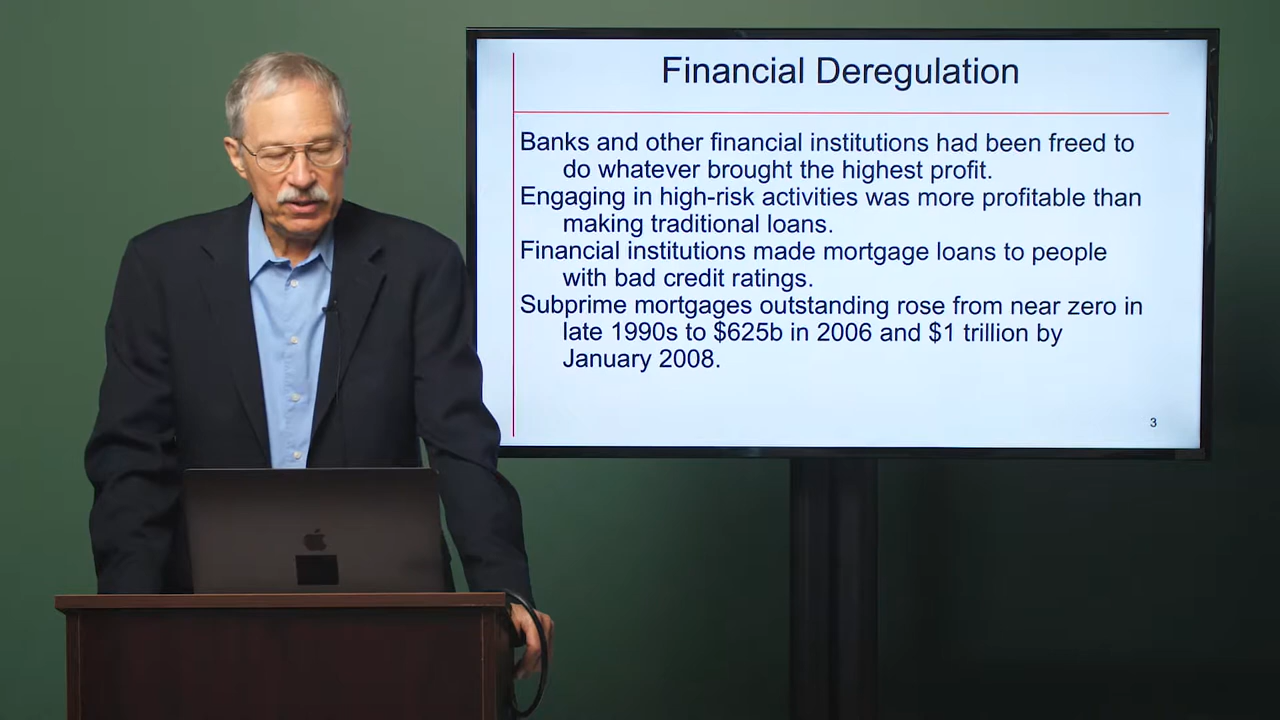 Financial Deregulation
Banks and other financial institutions had been freed to
do whatever brought the highest profit.
Engaging in high-risk activities was more profitable than
making traditional loans.
Financial institutions made mortgage loans to people
with bad credit ratings.
Subprime mortgages outstanding rose from near zero in
late 1990s to $625b in 2006 and $1 trillion by
January 2008.
3